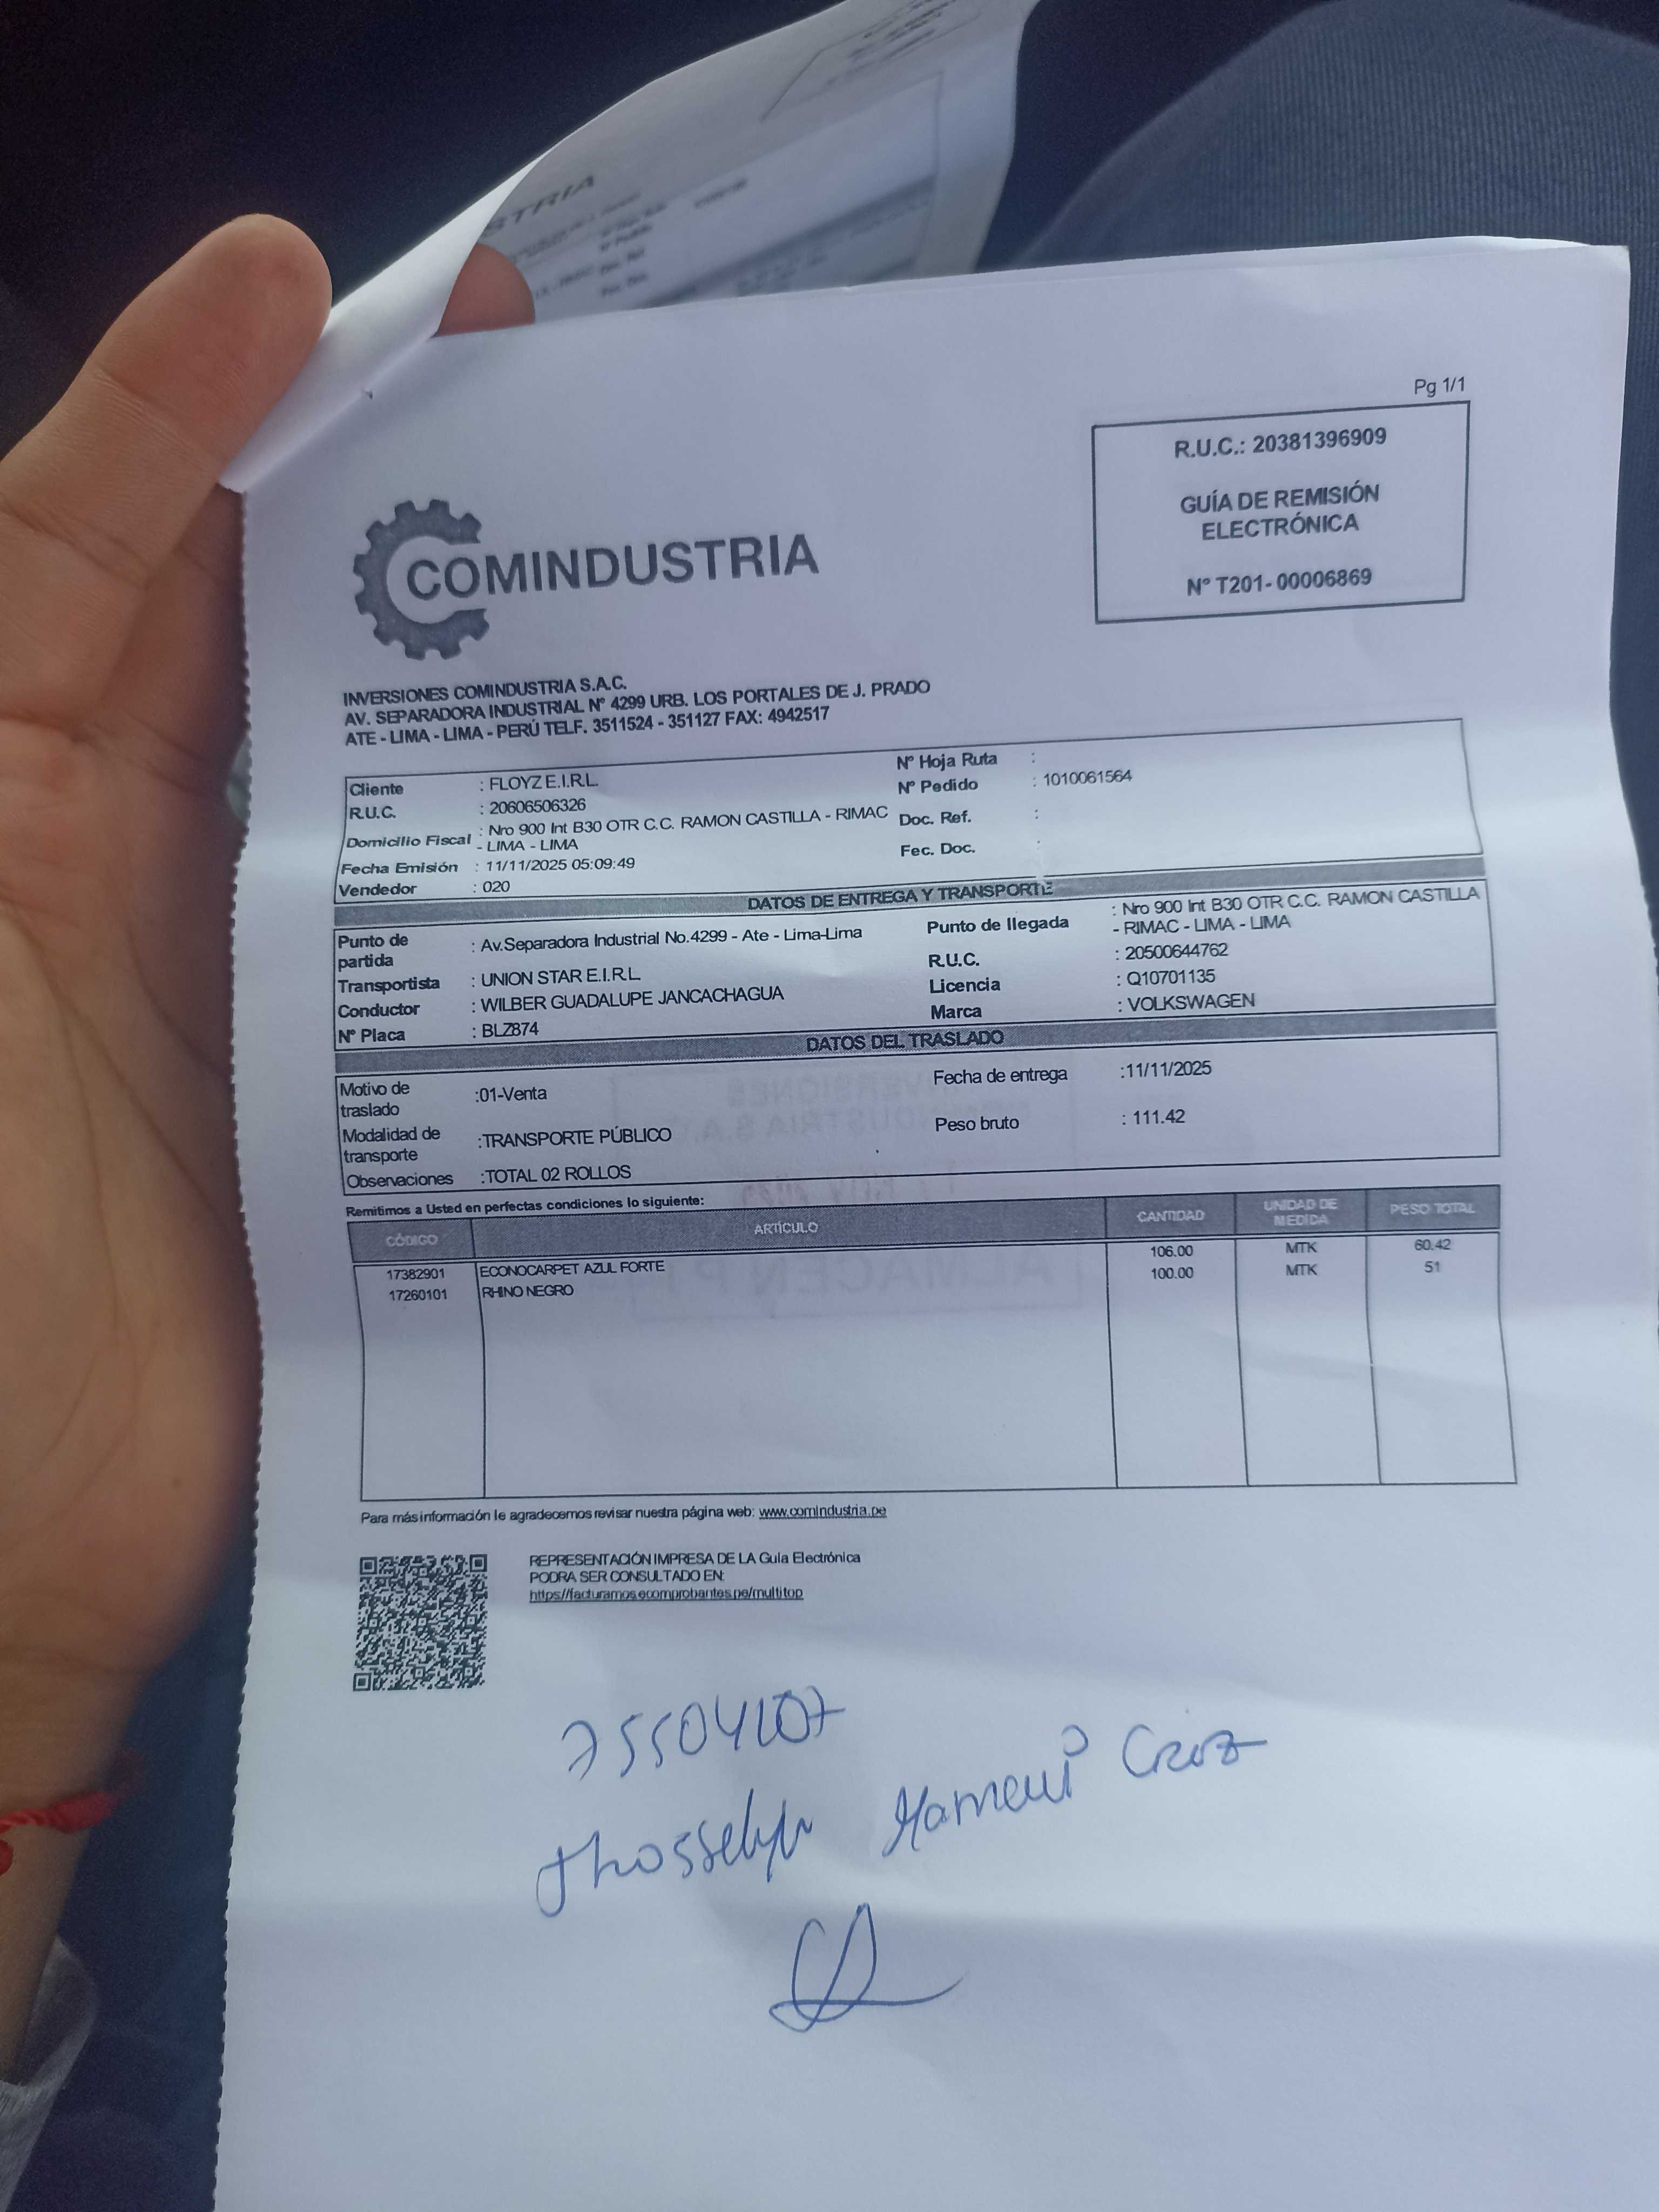 Pg 1/1
R.U.C.: 20381396909
GUÍA DE REMISIÓN
ELECTRÓNICA
N° T201- 00006869
COMINDUSTRIA
INVERSIONES COMINDUSTRIA S.A.C.
AV. SEPARADORA INDUSTRIAL N° 4299 URB. LOS PORTALES DE J. PRADO
ATE - LIMA - LIMA - PERÚ TELF. 3511524 - 351127 FAX: 4942517
Cliente : FLOYZ E.I.R.L
R.U.C. : 20606506326
Domicilio Fiscal : Nro 900 Int B30 OTR C.C. RAMON CASTILLA - RIMAC
- LIMA - LIMA
Fecha Emisión : 11/11/2025 05:09:49
Vendedor : 020
N° Hoja Ruta :
N° Pedido : 1010061564
Doc. Ref. :
Fec. Doc. :
DATOS DE ENTREGA Y TRANSPORTE
Punto de
partida : Av.Separadora Industrial No.4299 - Ate - Lima-Lima
Transportista : UNION STAR E.I.R.L
Conductor : WILBER GUADALUPE JANCACHAGUA
N° Placa : BLZ874
Punto de llegada : Nro 900 Int B30 OTR C.C. RAMON CASTILLA
- RIMAC - LIMA - LIMA
R.U.C. : 20500644762
Licencia : Q10701135
Marca : VOLKSWAGEN
DATOS DEL TRASLADO
Motivo de
traslado :01-Venta
Modalidad de
transporte :TRANSPORTE PÚBLICO
Observaciones :TOTAL 02 ROLLOS
Fecha de entrega :11/11/2025
Peso bruto : 111.42
Remitimos a Usted en perfectas condiciones lo siguiente:
CÓDIGO ARTÍCULO CANTIDAD UNIDAD DE MEDIDA PESO TOTAL
17382901 ECONOCARPET AZUL FORTE 106.00 MTK 60.42
17260101 RHINO NEGRO 100.00 MTK 51
Para más información le agradecemos revisar nuestra página web: www.comindustria.pe
REPRESENTACIÓN IMPRESA DE LA Guía Electrónica
PODRA SER CONSULTADO EN:
https://facturamos.ecomprobantes.pe/multitop
Jhosselyn Mamani Cruz